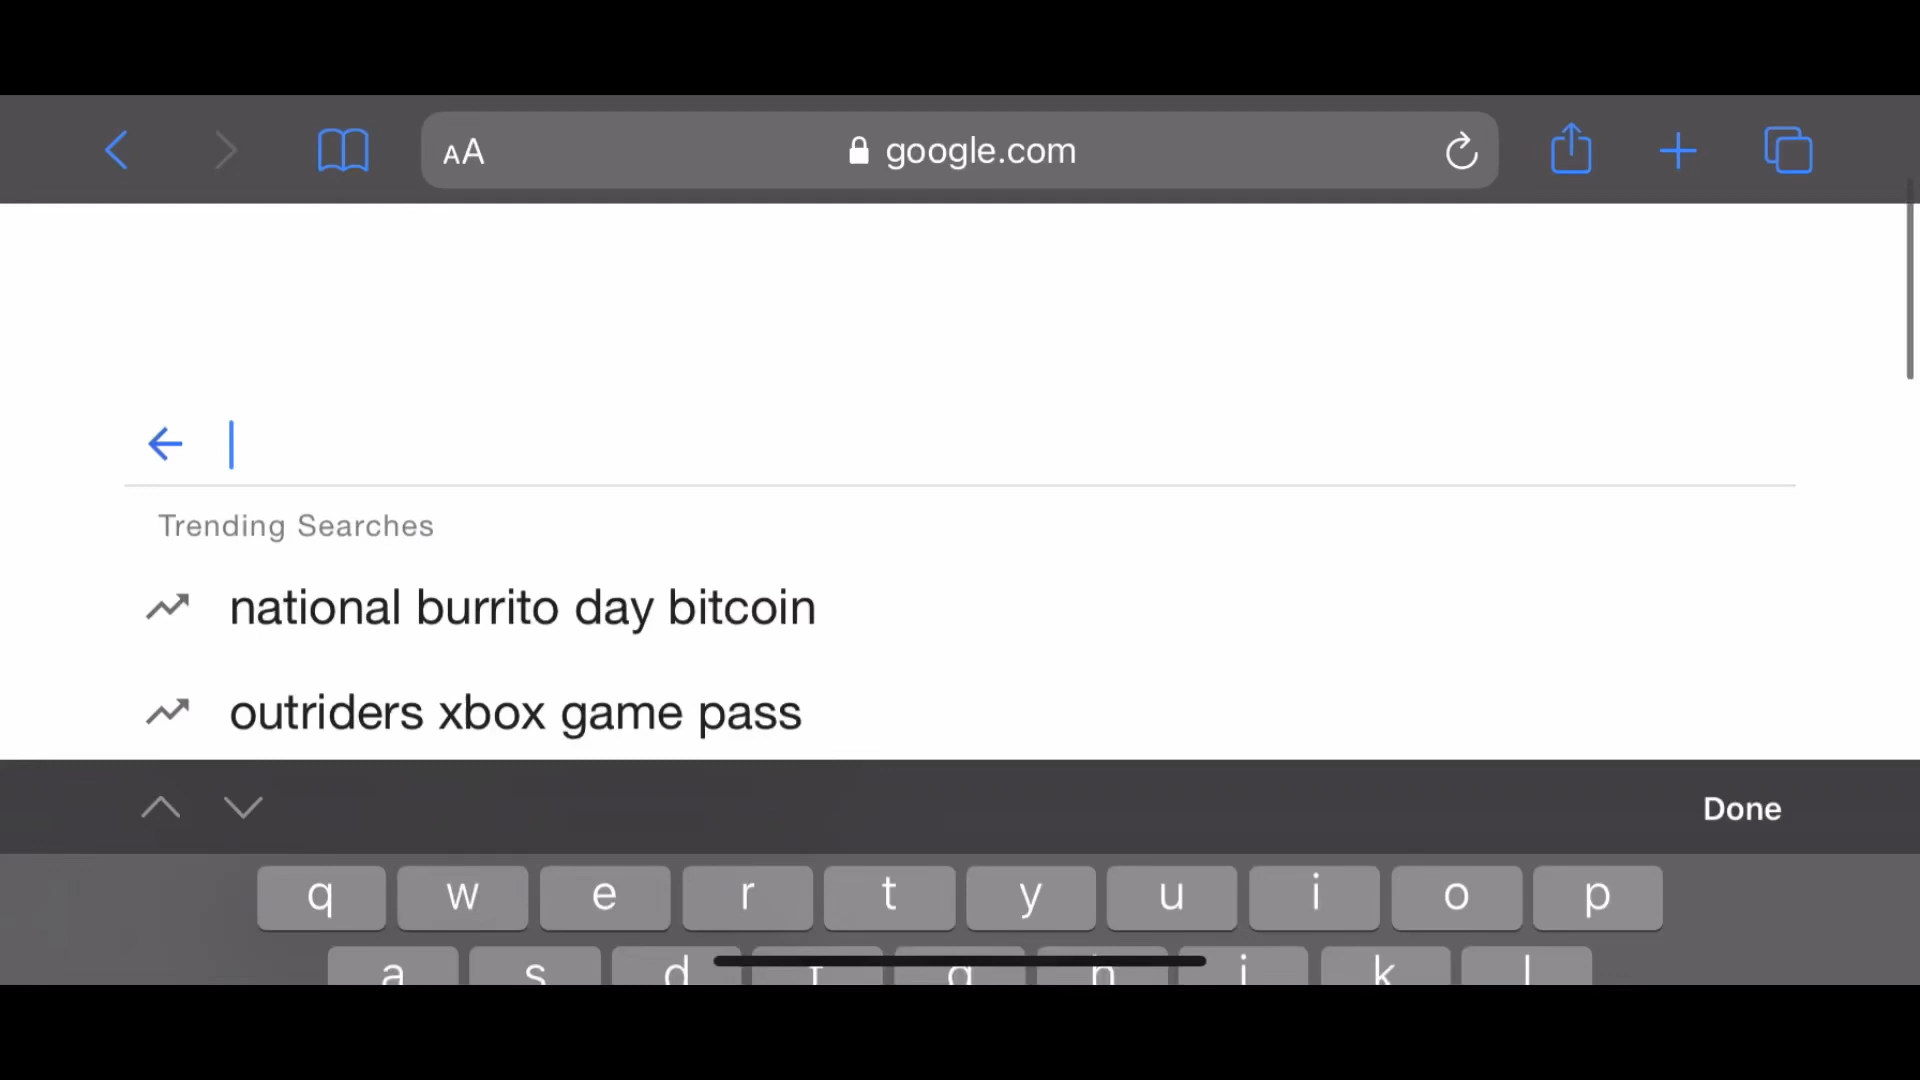 AA google.com
Trending Searches
national burrito day bitcoin
outriders xbox game pass
Done
q w e r t y u i o p
a s d f g h j k l